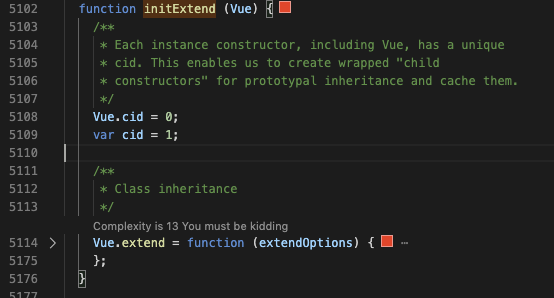 5102 function initExtend (Vue) {
5103 /**
5104 * Each instance constructor, including Vue, has a unique
5105 * cid. This enables us to create wrapped "child
5106 * constructors" for prototypal inheritance and cache them.
5107 */
5108 Vue.cid = 0;
5109 var cid = 1;
5110
5111 /**
5112 * Class inheritance
5113 */
Complexity is 13 You must be kidding
5114 > Vue.extend = function (extendOptions) { ⋯
5175 };
5176 }
5177